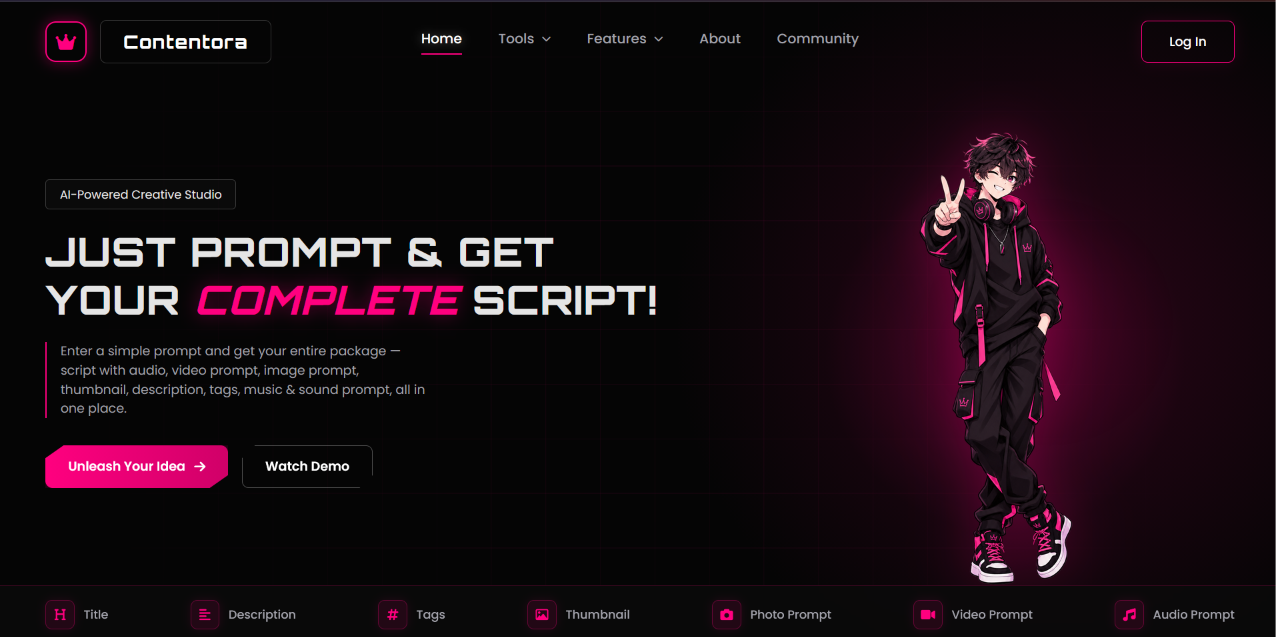 Contentora
Home
Tools
Features
About
Community
Log In
AI-Powered Creative Studio
JUST PROMPT & GET
YOUR COMPLETE SCRIPT!
Enter a simple prompt and get your entire package —
script with audio, video prompt, image prompt,
thumbnail, description, tags, music & sound prompt, all in
one place.
Unleash Your Idea →
Watch Demo
H Title
Description
# Tags
Thumbnail
Photo Prompt
Video Prompt
Audio Prompt